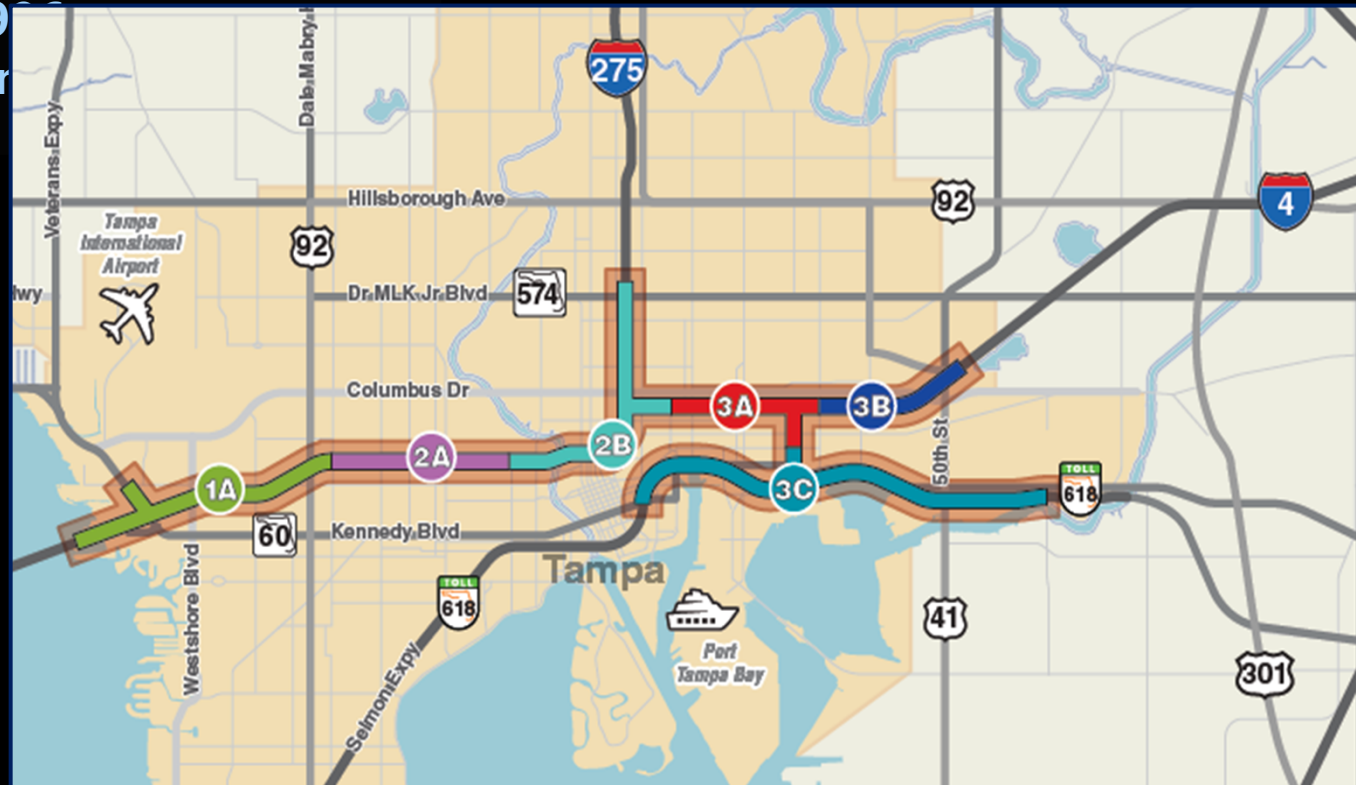 275
Dale Mabry
Veterans Expy
Hillsborough Ave
92
4
Tampa
International
Airport
92
Dr MLK Jr Blvd
574
Columbus Dr
3A
3B
2B
2A
1A
3C
50th St
TOLL
618
60
Kennedy Blvd
Westshore Blvd
Tampa
TOLL
618
Selmon Expy
Port
Tampa Bay
41
301